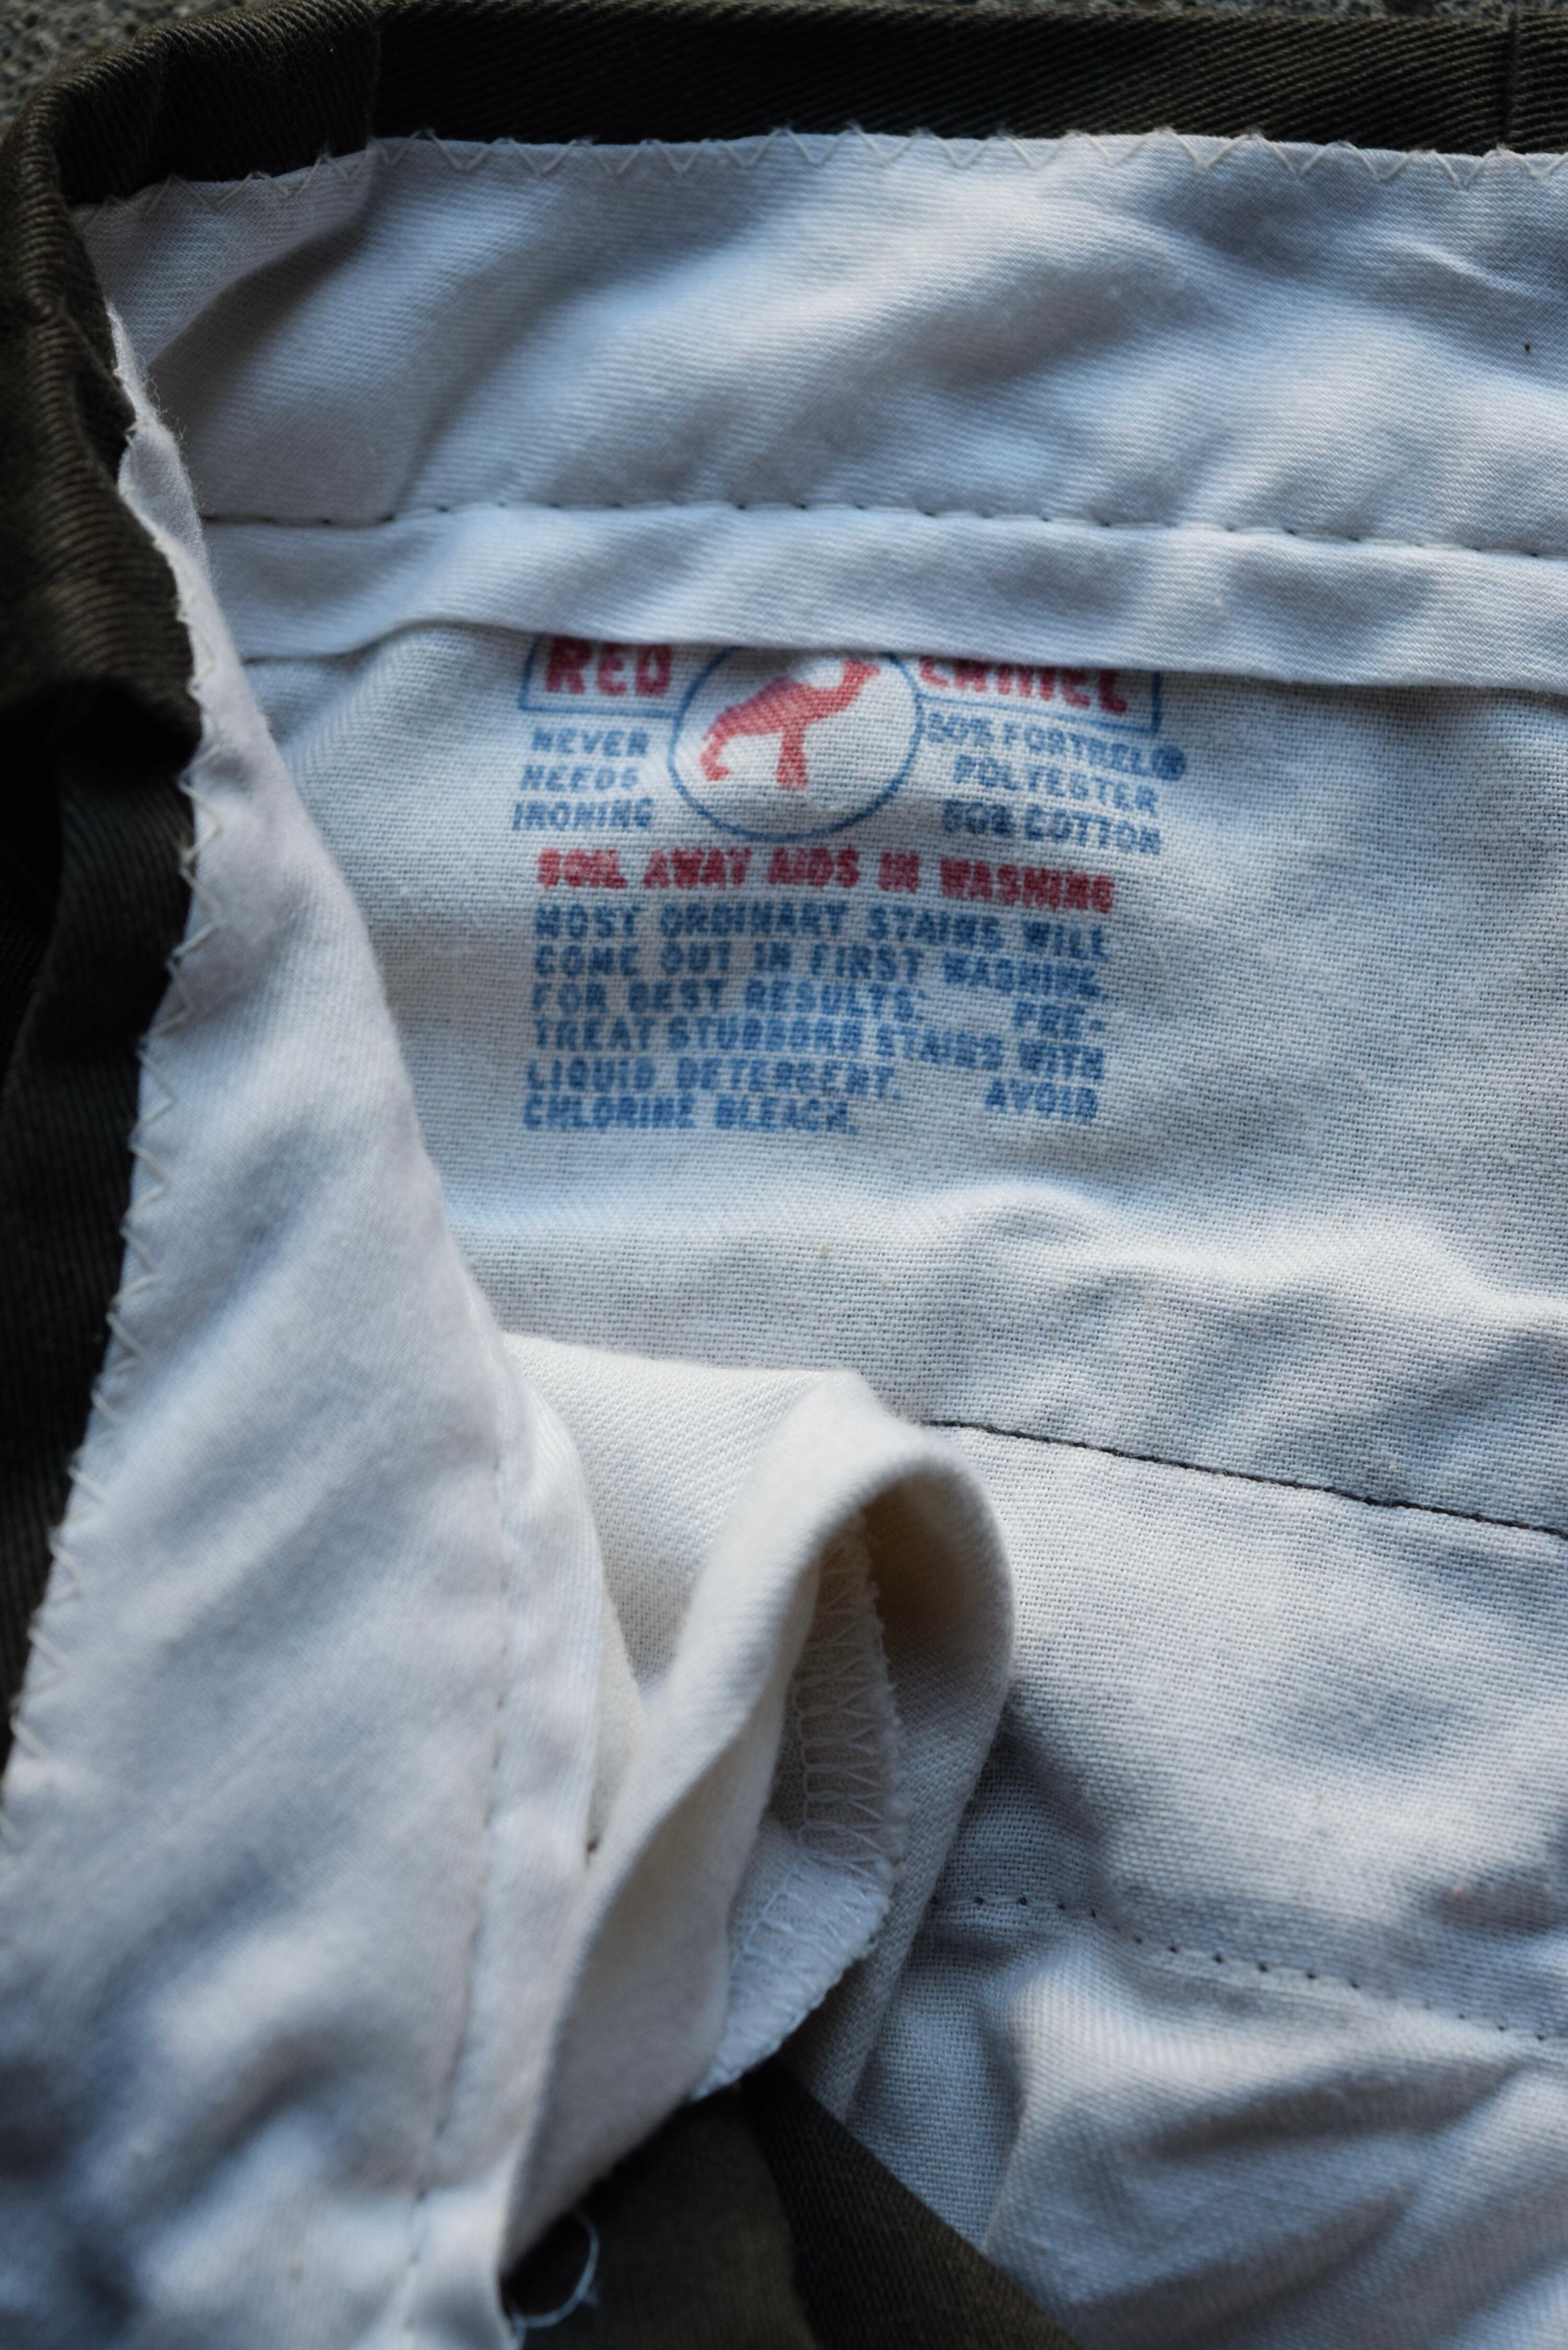 RED CAMEL
NEVER
NEEDS
IRONING
50% FORTREL®
POLYESTER
50% COTTON
SOIL AWAY AIDS IN WASHING
MOST ORDINARY STAINS WILL
COME OUT IN FIRST WASHING.
FOR BEST RESULTS: PRE-
TREAT STUBBORN STAINS WITH
LIQUID DETERGENT. AVOID
CHLORINE BLEACH.